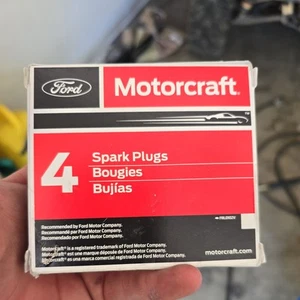 Ford
Motorcraft®
4
Spark Plugs
Bougies
Bujías
Recommended by Ford Motor Company.
Recommandé par Ford Motor Company.
Recomendado por Ford Motor Company.
Motorcraft® is a registered trademark of Ford Motor Company.
Motorcraft® est une marque déposée de Ford Motor Company.
Motorcraft® es una marca comercial registrada de Ford Motor Company.
motorcraft.com